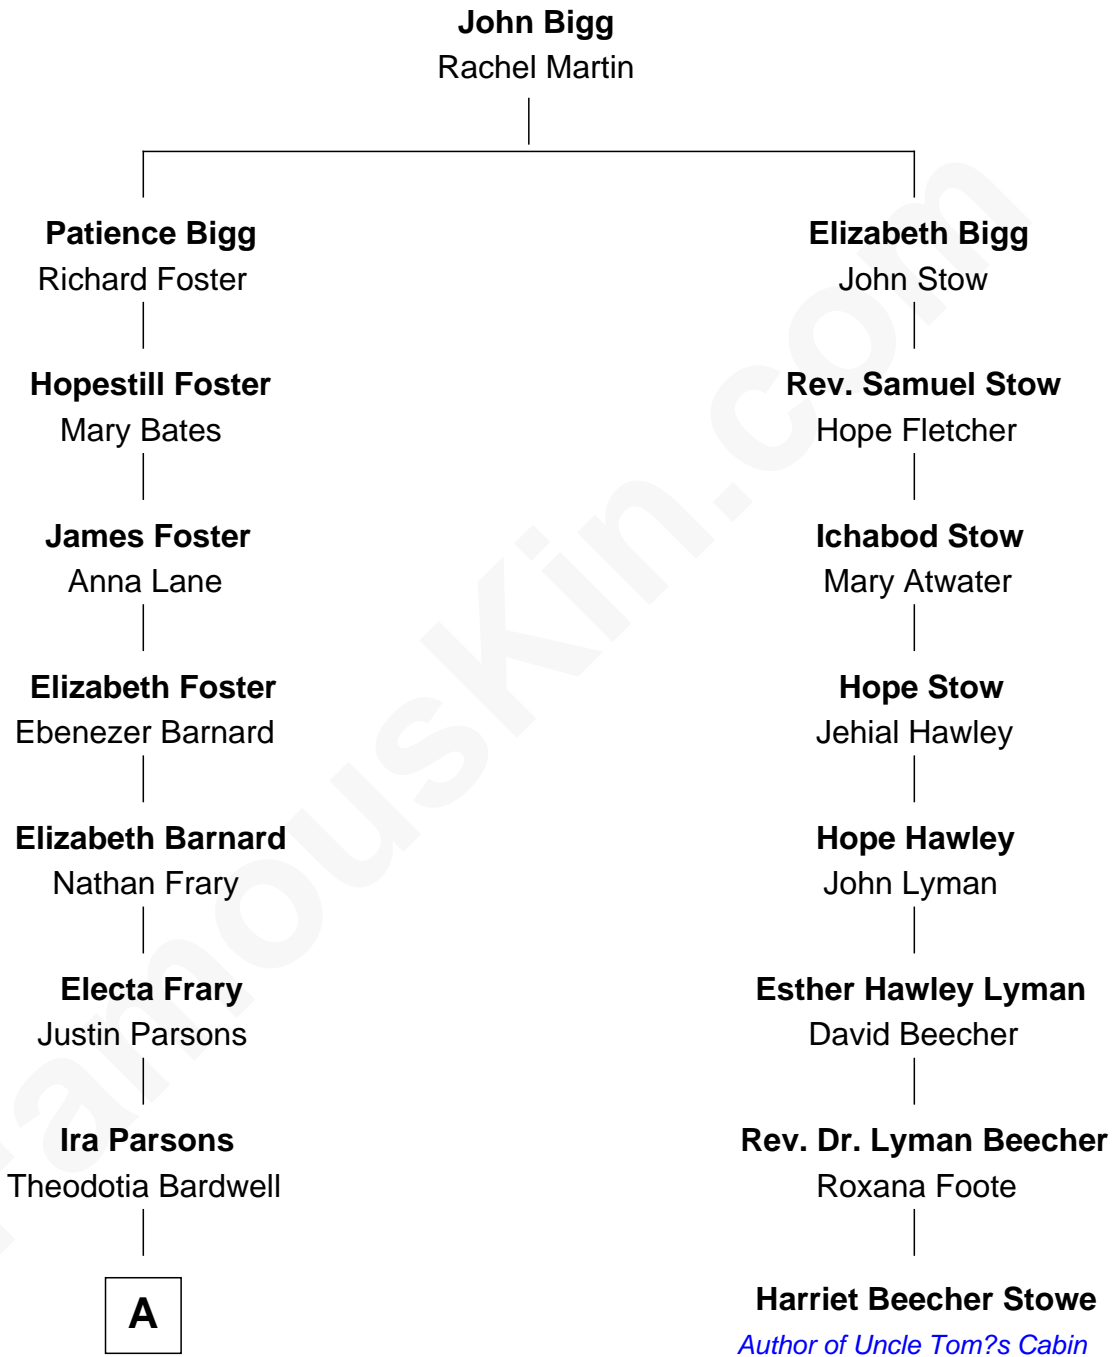 John Bigg
Rachel Martin
Patience Bigg
Richard Foster
Elizabeth Bigg
John Stow
Hopestill Foster
Mary Bates
Rev. Samuel Stow
Hope Fletcher
James Foster
Anna Lane
Ichabod Stow
Mary Atwater
Elizabeth Foster
Ebenezer Barnard
Hope Stow
Jehial Hawley
Elizabeth Barnard
Nathan Frary
Hope Hawley
John Lyman
Electa Frary
Justin Parsons
Esther Hawley Lyman
David Beecher
Ira Parsons
Theodotia Bardwell
Rev. Dr. Lyman Beecher
Roxana Foote
A
Harriet Beecher Stowe
Author of Uncle Tom?s Cabin
FamousKin.com